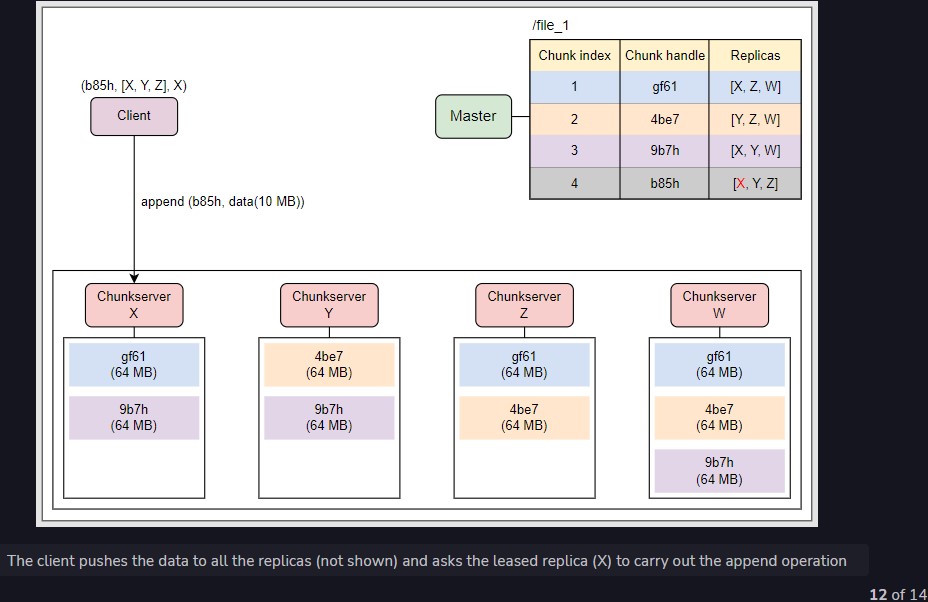 /file_1
Chunk index Chunk handle Replicas
1 gf61 [X, Z, W]
2 4be7 [Y, Z, W]
3 9b7h [X, Y, W]
4 b85h [X, Y, Z]
Master
(b85h, [X, Y, Z], X)
Client
append (b85h, data(10 MB))
Chunkserver
X
gf61
(64 MB)
9b7h
(64 MB)
Chunkserver
Y
4be7
(64 MB)
9b7h
(64 MB)
Chunkserver
Z
gf61
(64 MB)
4be7
(64 MB)
Chunkserver
W
gf61
(64 MB)
4be7
(64 MB)
9b7h
(64 MB)
The client pushes the data to all the replicas (not shown) and asks the leased replica (X) to carry out the append operation
12 of 14